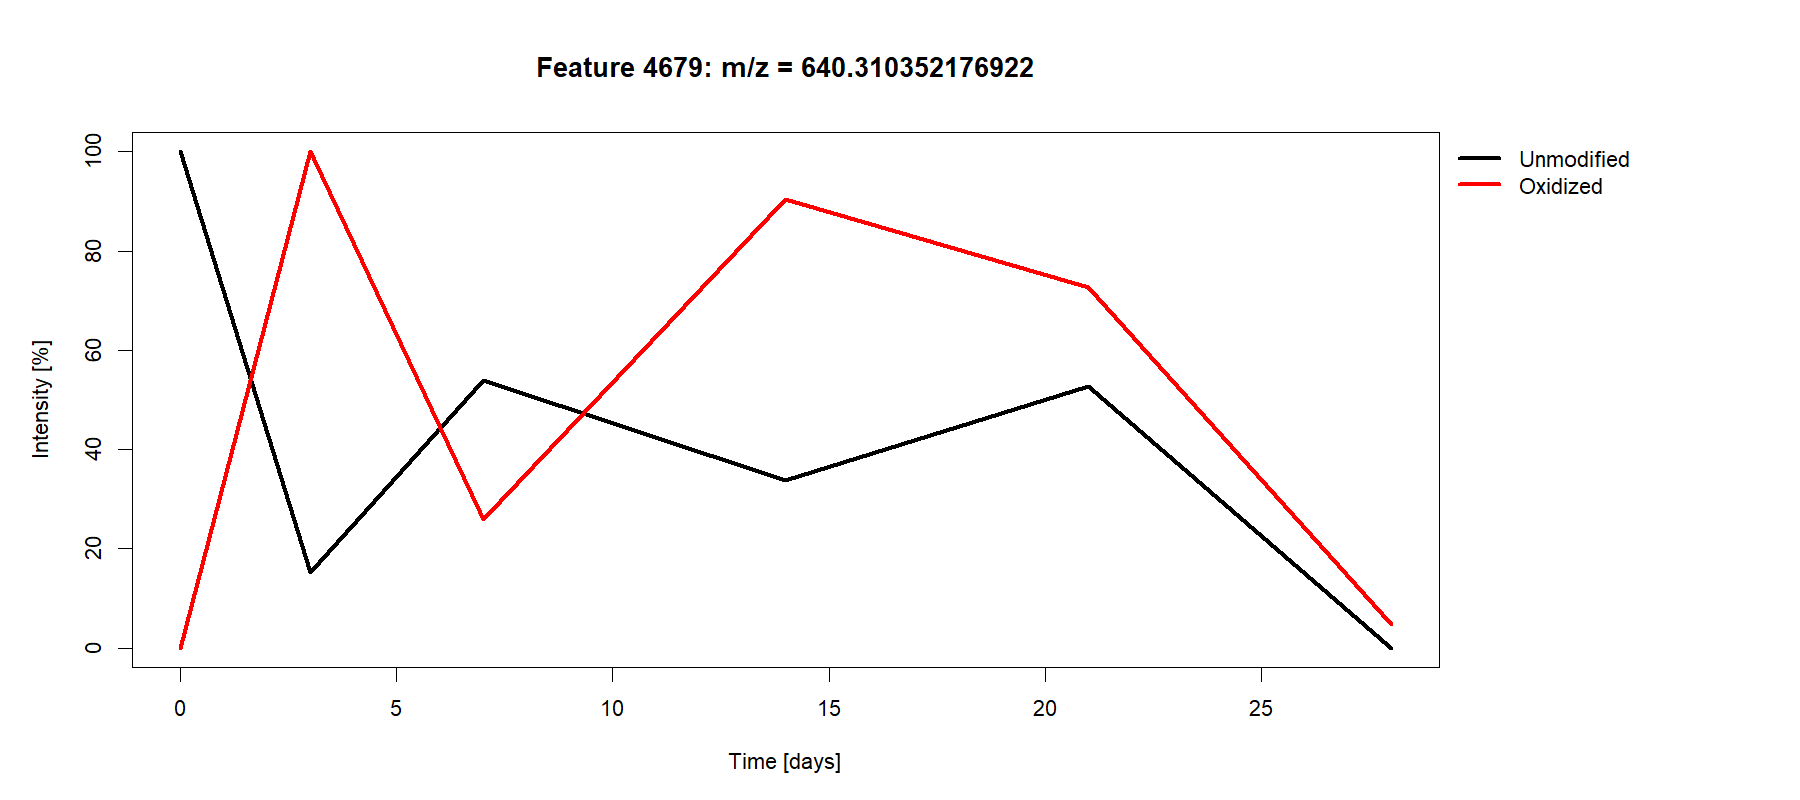 Feature 4679: m/z = 640.310352176922
Unmodified
Oxidized
Intensity [%]
100
80
60
40
20
0
0 5 10 15 20 25
Time [days]